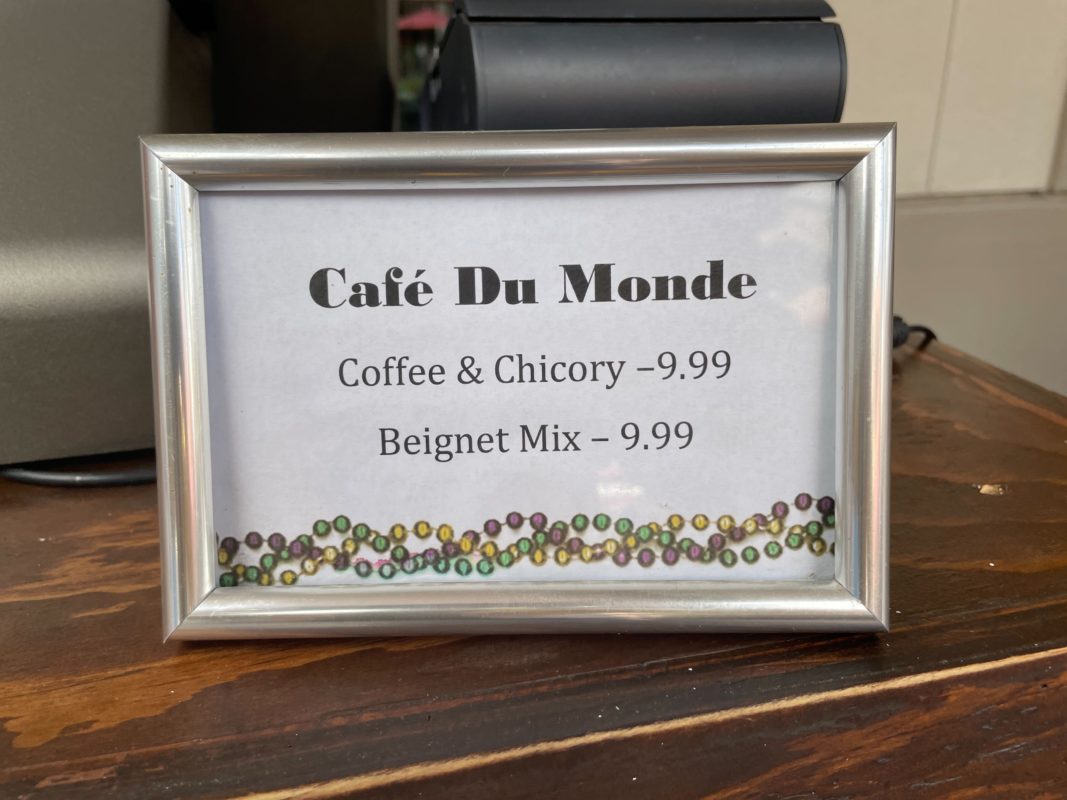 Café Du Monde
Coffee & Chicory –9.99
Beignet Mix – 9.99